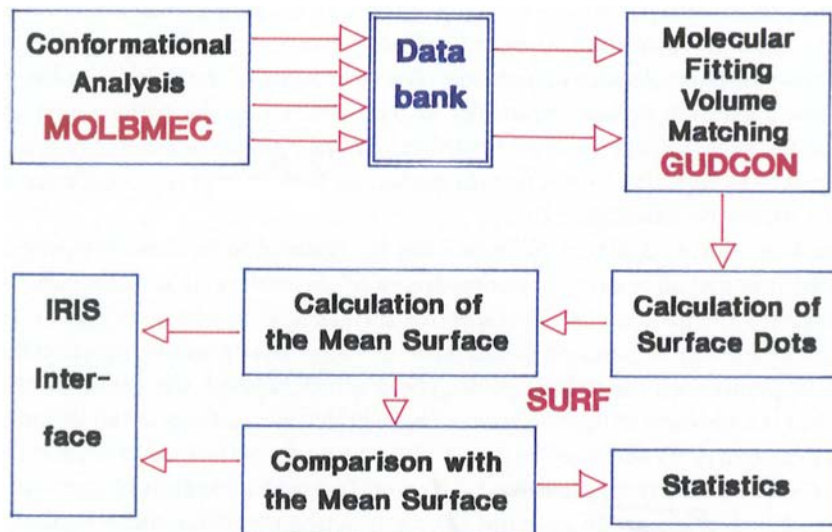 Conformational
Analysis
MOLBMEC
Data
bank
Molecular
Fitting
Volume
Matching
GUDCON
IRIS
Inter-
face
Calculation of
the Mean Surface
Calculation of
Surface Dots
SURF
Comparison with
the Mean Surface
Statistics